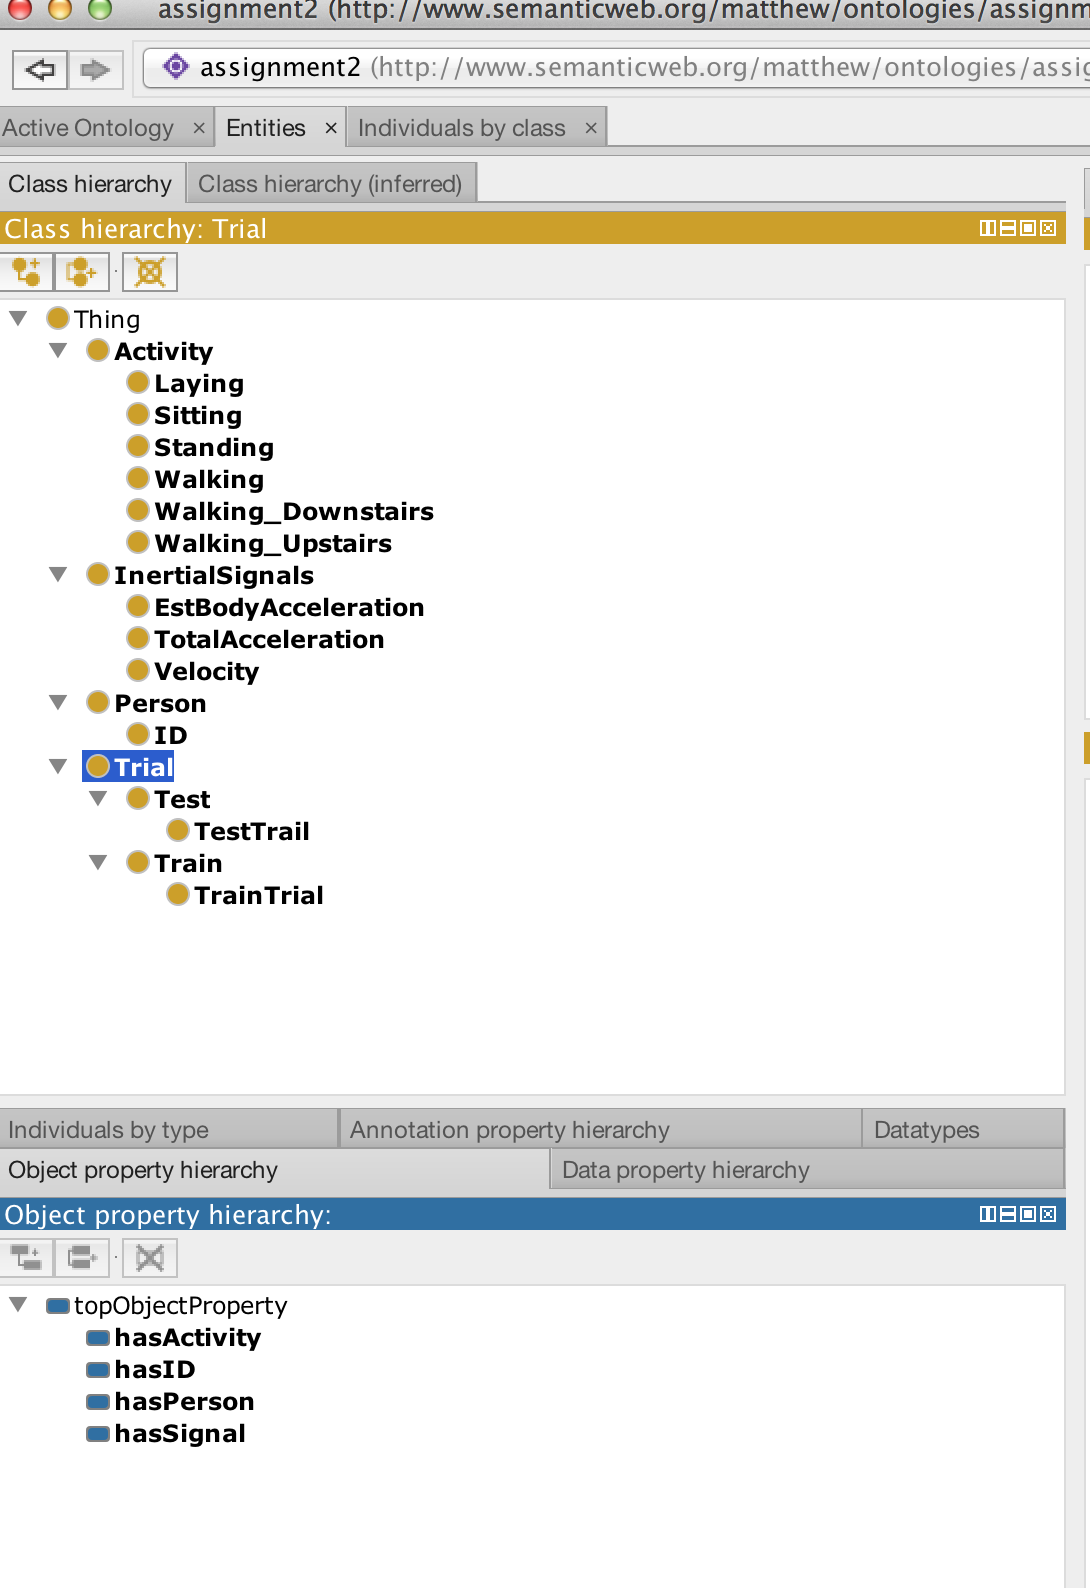 assignment2 (http://www.semanticweb.org/matthew/ontologies/assignm
assignment2 (http://www.semanticweb.org/matthew/ontologies/assig
Active Ontology × Entities × Individuals by class ×
Class hierarchy Class hierarchy (inferred)
Class hierarchy: Trial
Thing
Activity
Laying
Sitting
Standing
Walking
Walking_Downstairs
Walking_Upstairs
InertialSignals
EstBodyAcceleration
TotalAcceleration
Velocity
Person
ID
Trial
Test
TestTrail
Train
TrainTrial
Individuals by type Annotation property hierarchy Datatypes
Object property hierarchy Data property hierarchy
Object property hierarchy:
topObjectProperty
hasActivity
hasID
hasPerson
hasSignal